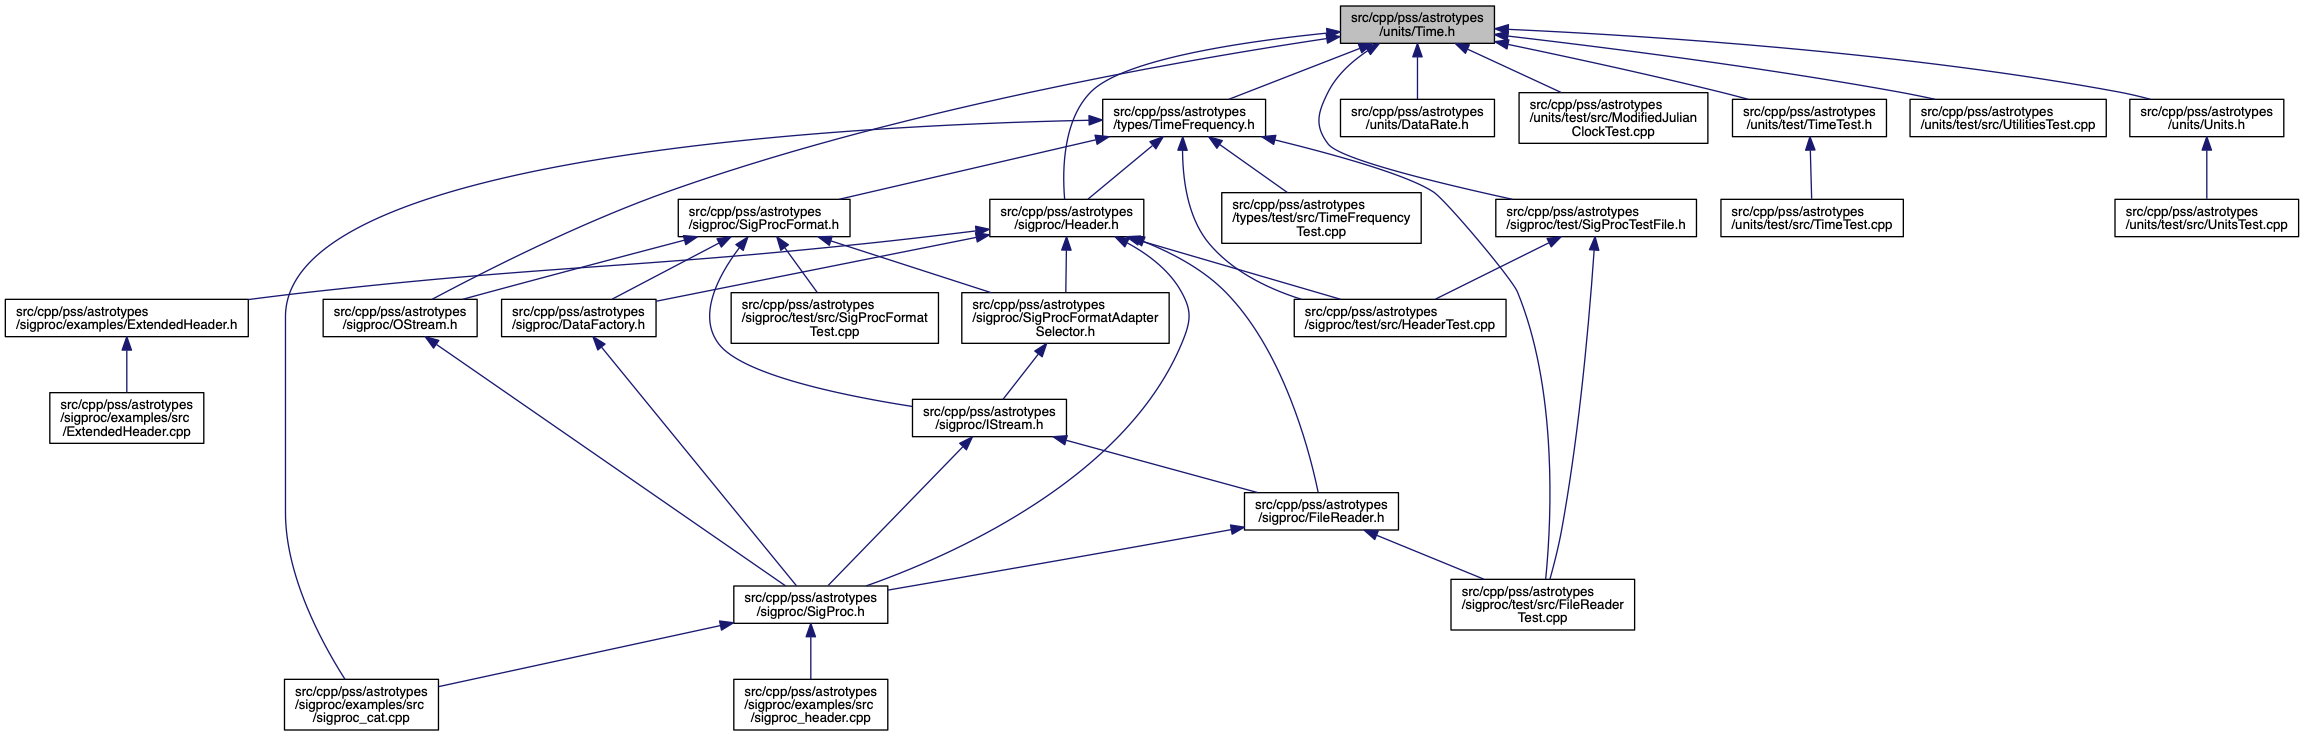 src/cpp/pss/astrotypes
/units/Time.h
src/cpp/pss/astrotypes
/types/TimeFrequency.h
src/cpp/pss/astrotypes
/units/DataRate.h
src/cpp/pss/astrotypes
/units/test/src/ModifiedJulian
ClockTest.cpp
src/cpp/pss/astrotypes
/units/test/TimeTest.h
src/cpp/pss/astrotypes
/units/test/src/UtilitiesTest.cpp
src/cpp/pss/astrotypes
/units/Units.h
src/cpp/pss/astrotypes
/sigproc/SigProcFormat.h
src/cpp/pss/astrotypes
/sigproc/Header.h
src/cpp/pss/astrotypes
/types/test/src/TimeFrequency
Test.cpp
src/cpp/pss/astrotypes
/sigproc/test/SigProcTestFile.h
src/cpp/pss/astrotypes
/units/test/src/TimeTest.cpp
src/cpp/pss/astrotypes
/units/test/src/UnitsTest.cpp
src/cpp/pss/astrotypes
/sigproc/examples/ExtendedHeader.h
src/cpp/pss/astrotypes
/sigproc/OStream.h
src/cpp/pss/astrotypes
/sigproc/DataFactory.h
src/cpp/pss/astrotypes
/sigproc/test/src/SigProcFormat
Test.cpp
src/cpp/pss/astrotypes
/sigproc/SigProcFormatAdapter
Selector.h
src/cpp/pss/astrotypes
/sigproc/test/src/HeaderTest.cpp
src/cpp/pss/astrotypes
/sigproc/examples/src
/ExtendedHeader.cpp
src/cpp/pss/astrotypes
/sigproc/IStream.h
src/cpp/pss/astrotypes
/sigproc/FileReader.h
src/cpp/pss/astrotypes
/sigproc/SigProc.h
src/cpp/pss/astrotypes
/sigproc/test/src/FileReader
Test.cpp
src/cpp/pss/astrotypes
/sigproc/examples/src
/sigproc_cat.cpp
src/cpp/pss/astrotypes
/sigproc/examples/src
/sigproc_header.cpp